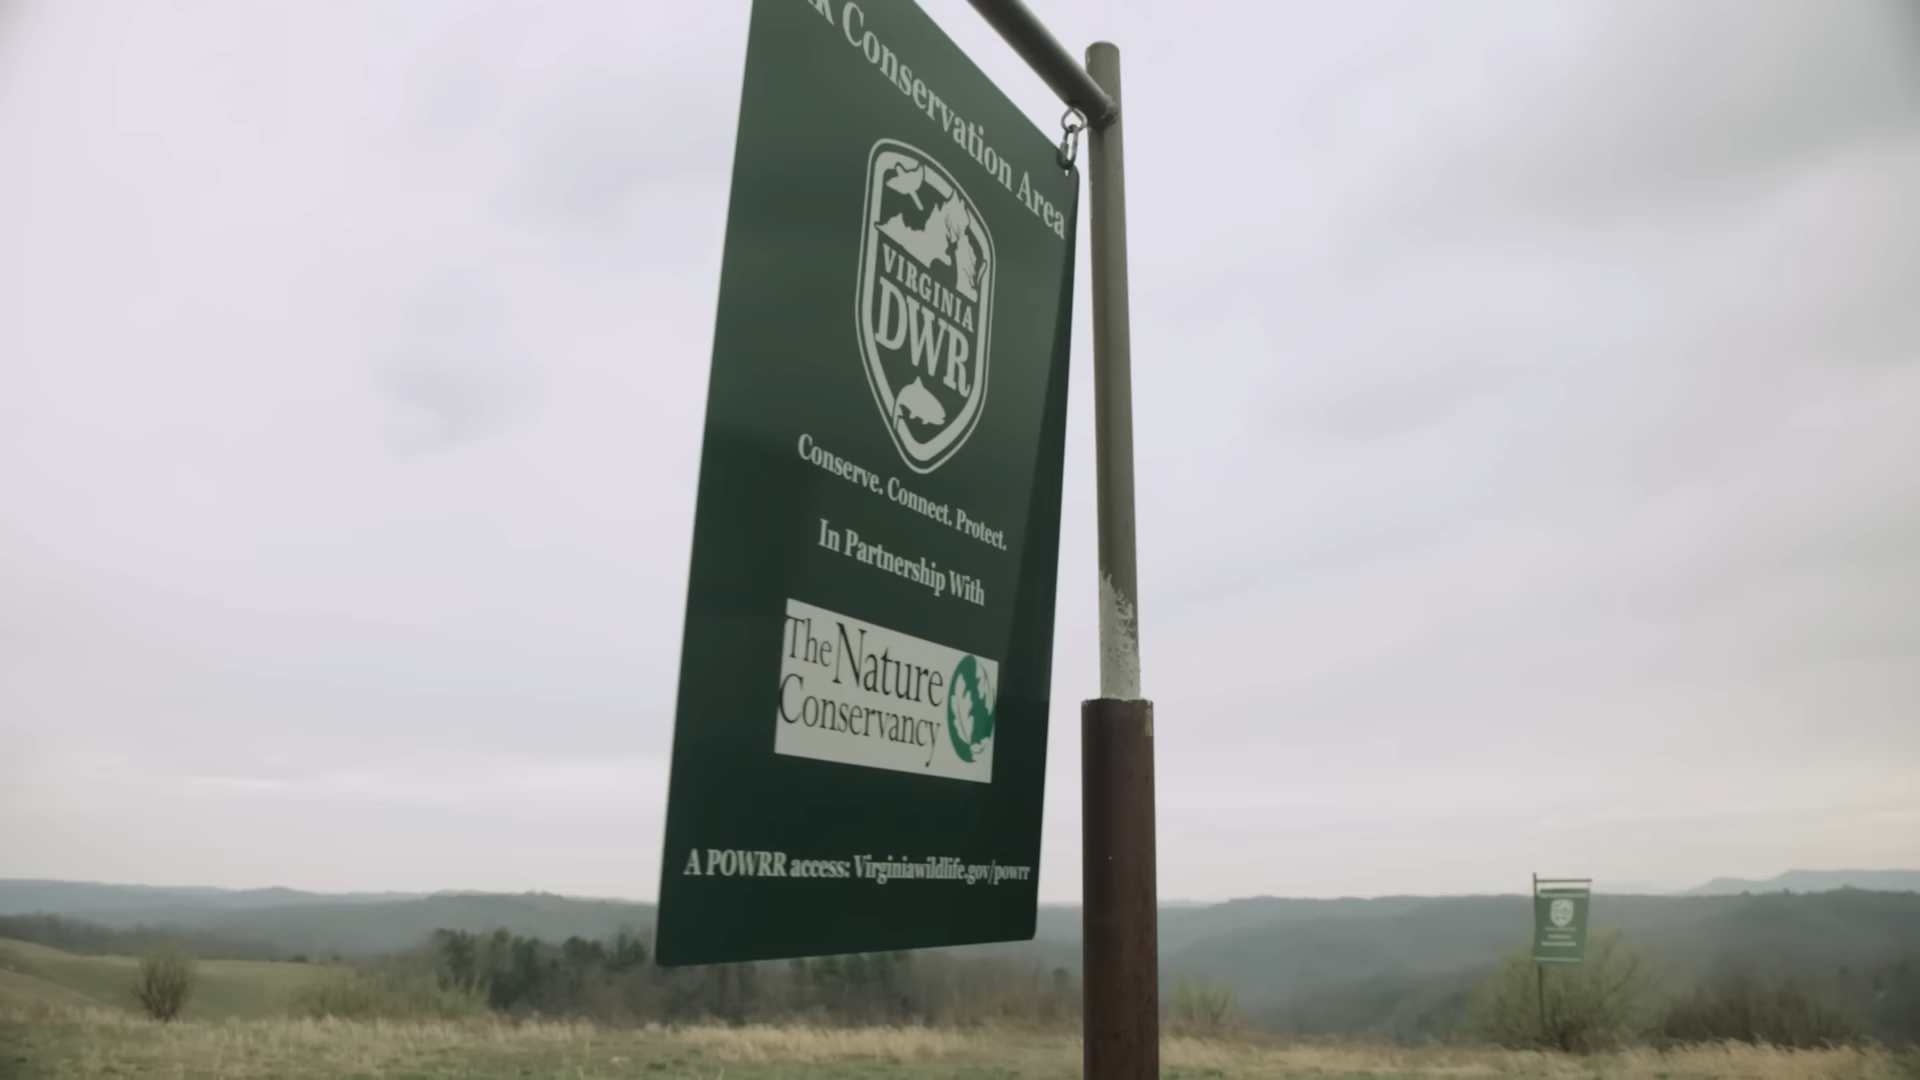 Conservation Area
VIRGINIA
DWR
Conserve. Connect. Protect.
In Partnership With
The Nature
Conservancy
A POWRR access: Virginiawildlife.gov/powrr